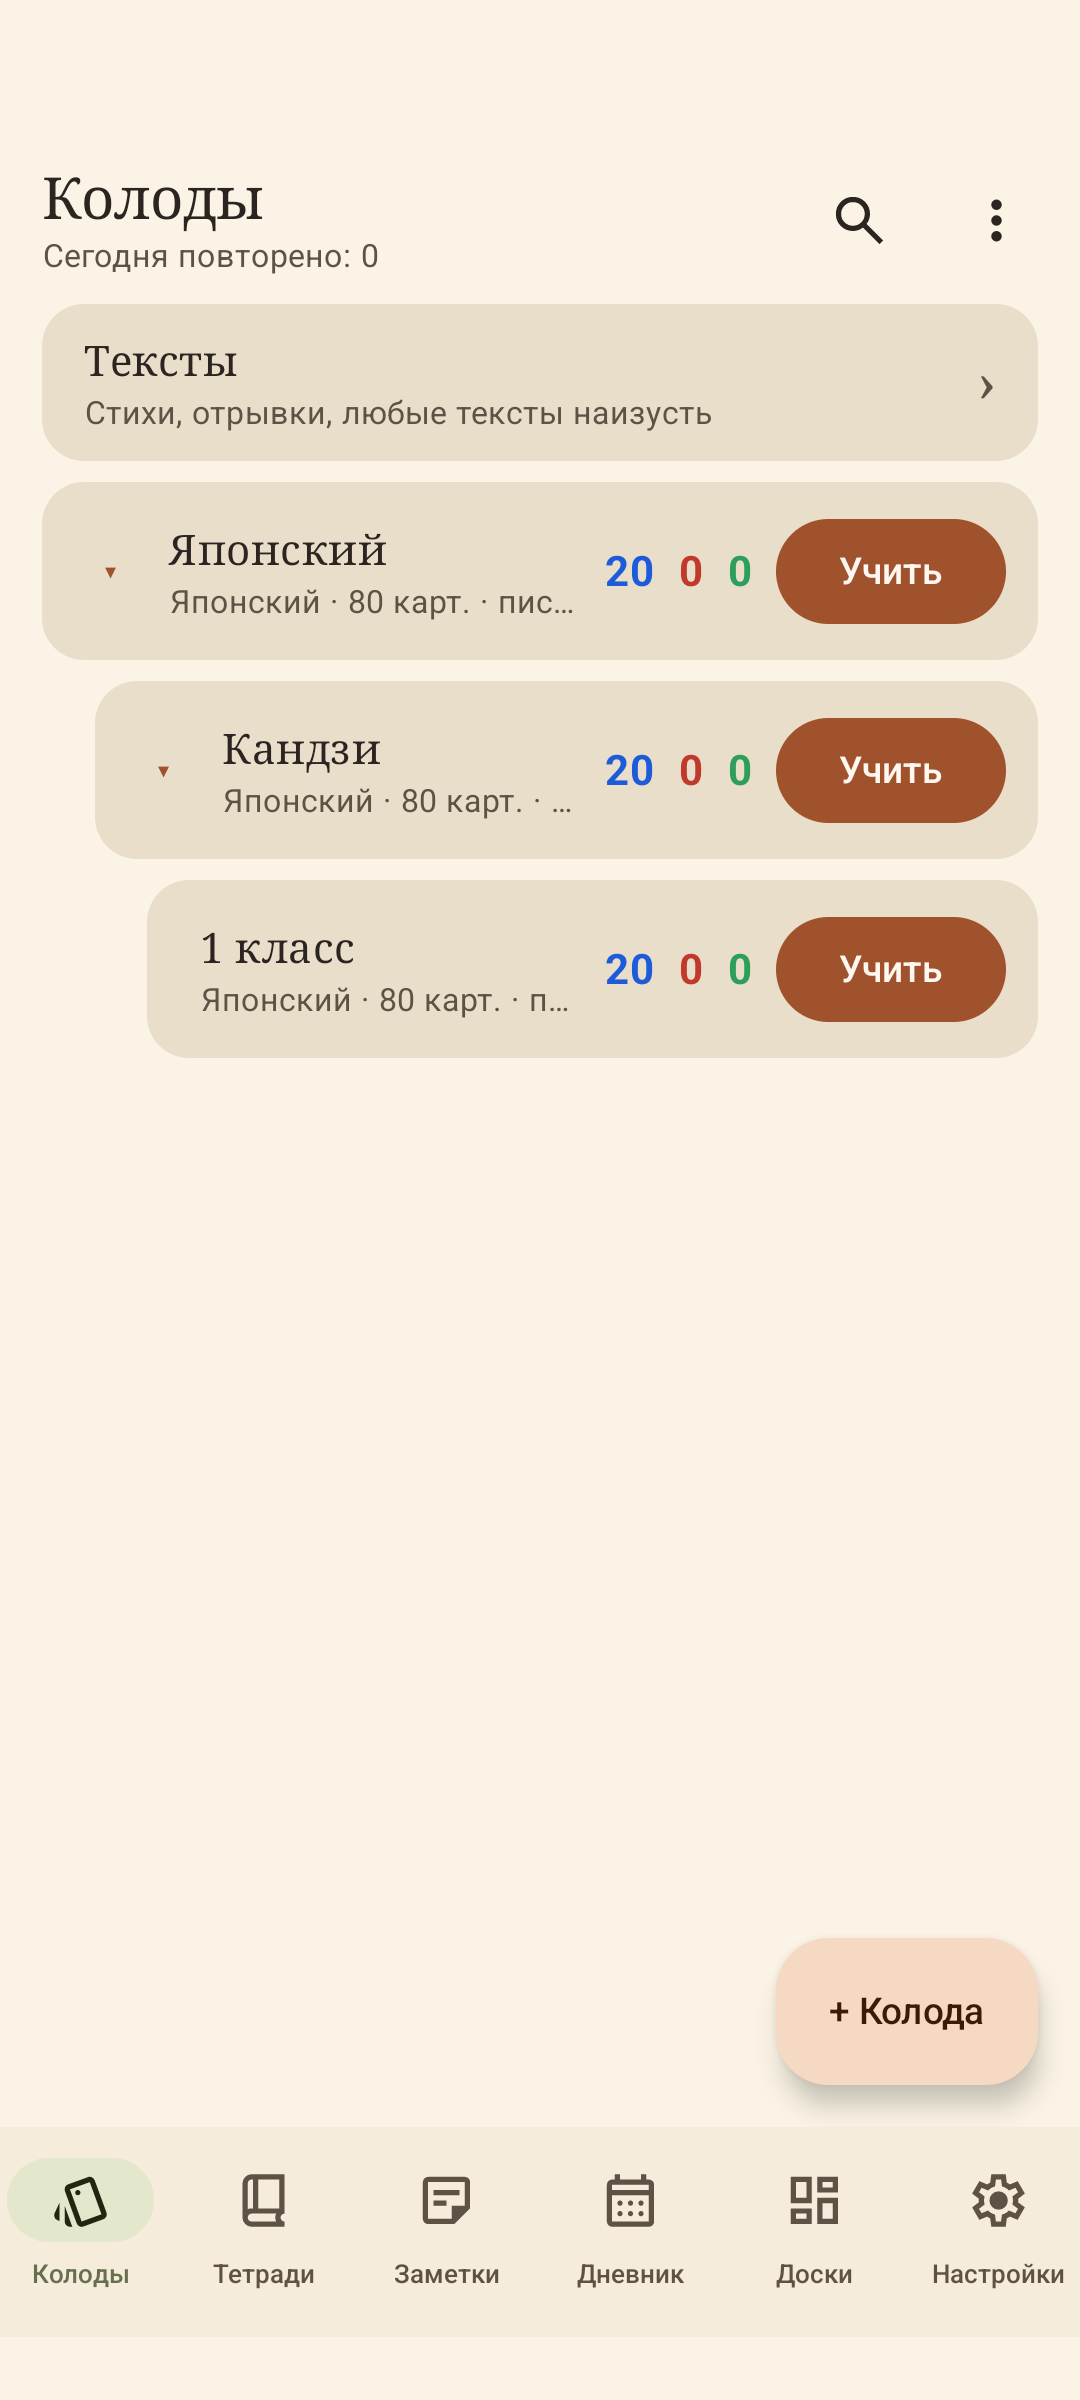 Колоды
Сегодня повторено: 0
Тексты
Стихи, отрывки, любые тексты наизусть
›
Японский
Японский · 80 карт. · пис…
20 0 0
Учить
Кандзи
Японский · 80 карт. · …
20 0 0
Учить
1 класс
Японский · 80 карт. · п…
20 0 0
Учить
+ Колода
Колоды Тетради Заметки Дневник Доски Настройки